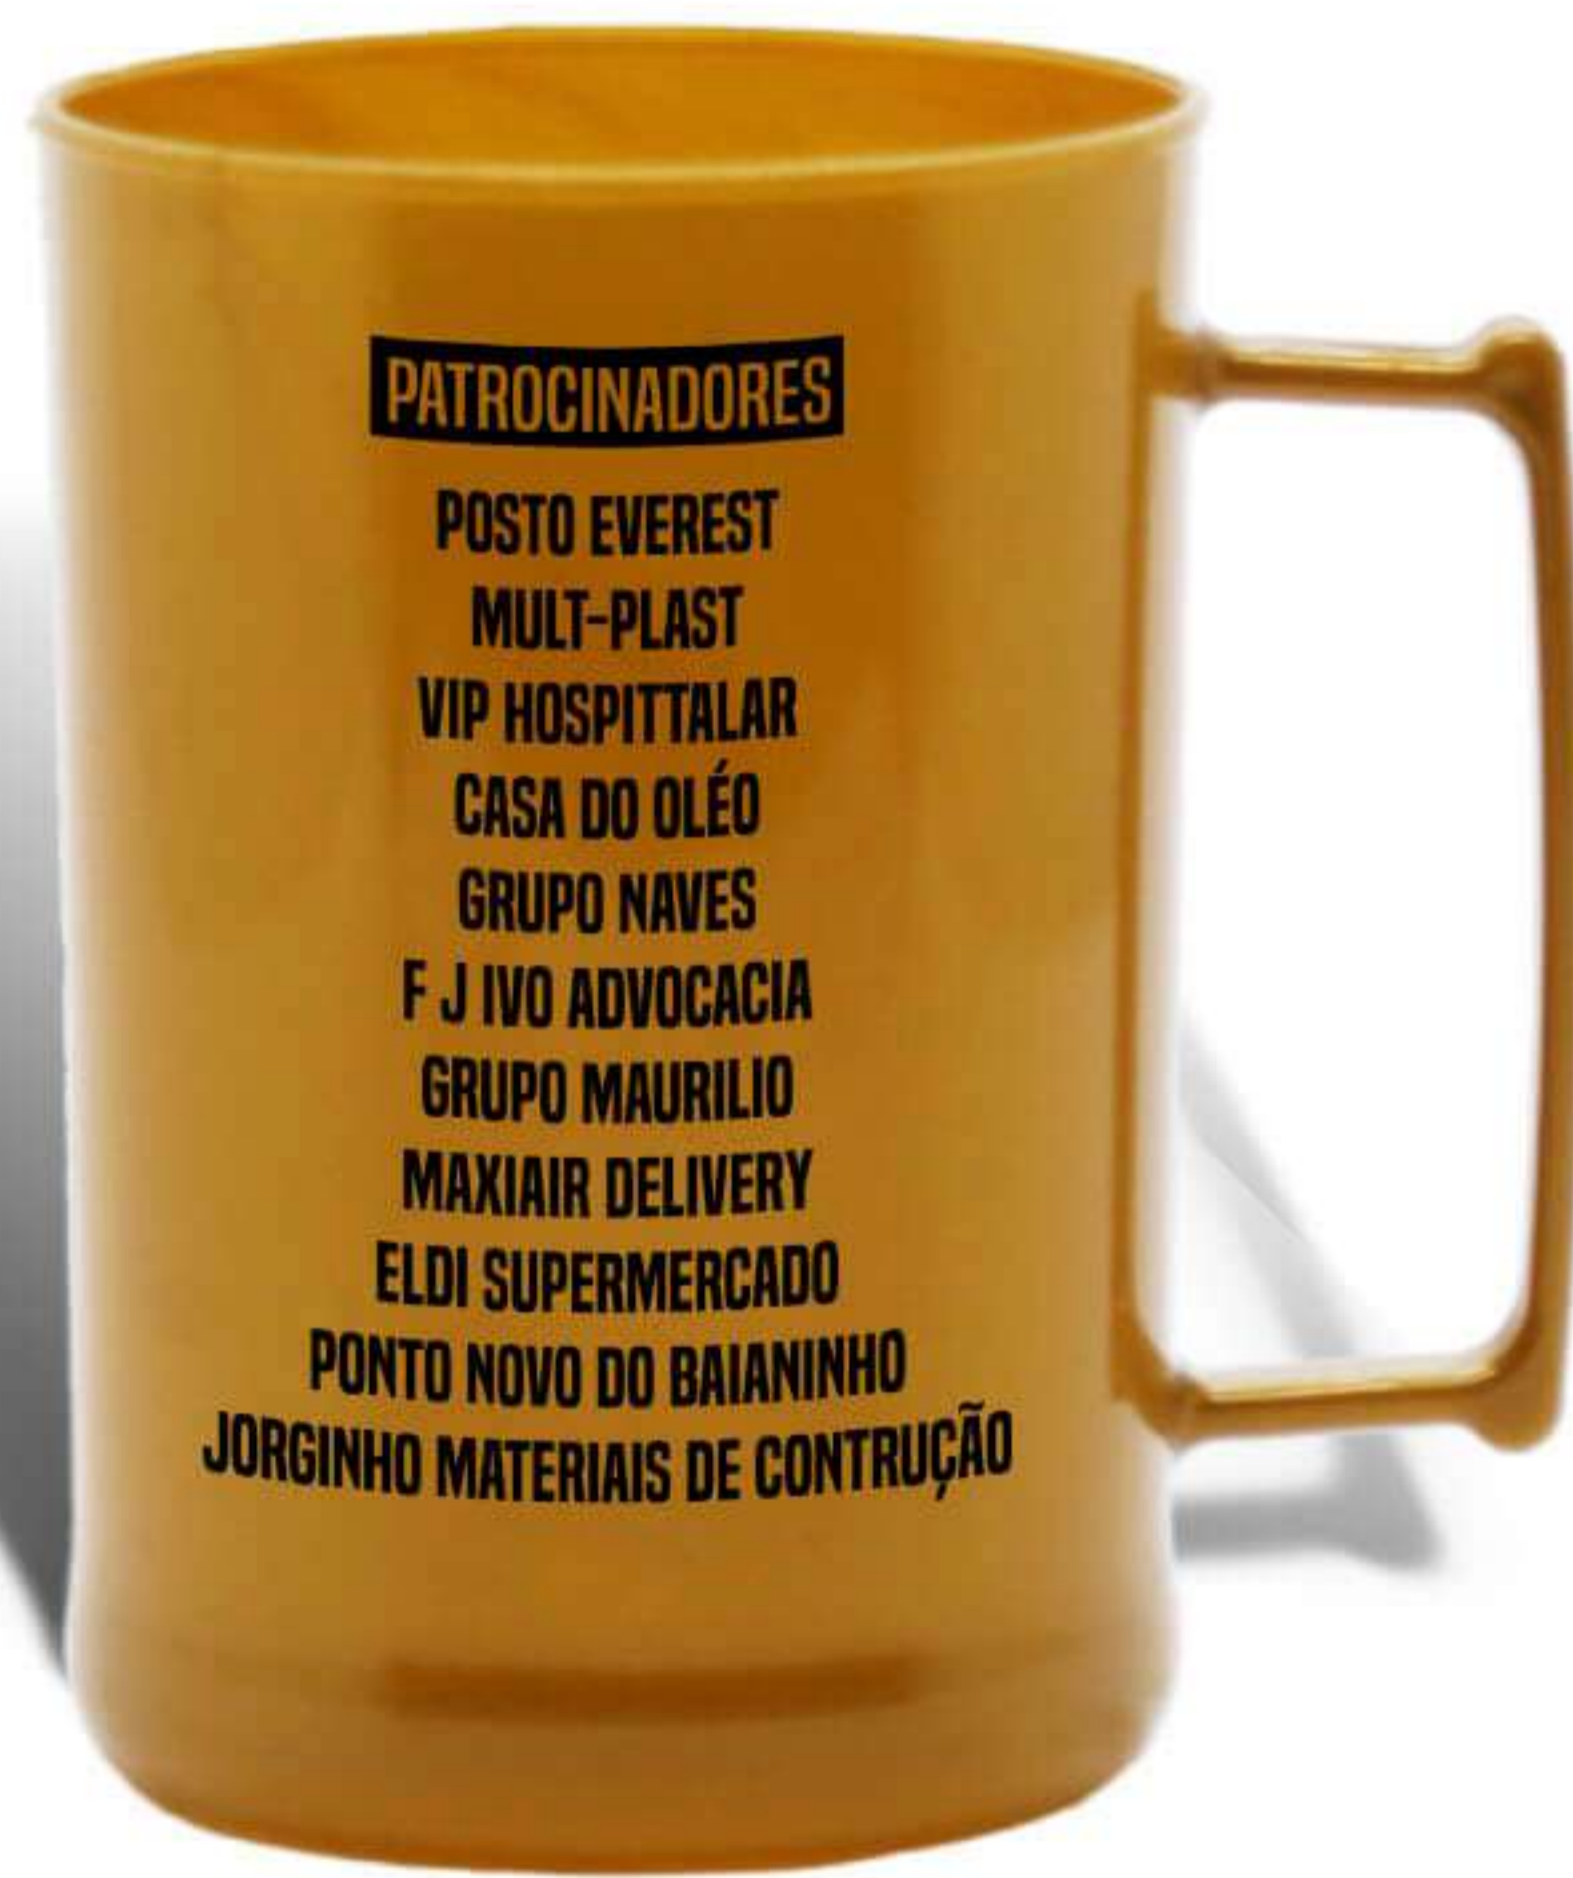 PATROCINADORES
POSTO EVEREST
MULT-PLAST
VIP HOSPITTALAR
CASA DO OLÉO
GRUPO NAVES
F J IVO ADVOCACIA
GRUPO MAURILIO
MAXIAIR DELIVERY
ELDI SUPERMERCADO
PONTO NOVO DO BAIANINHO
JORGINHO MATERIAIS DE CONTRUÇÃO